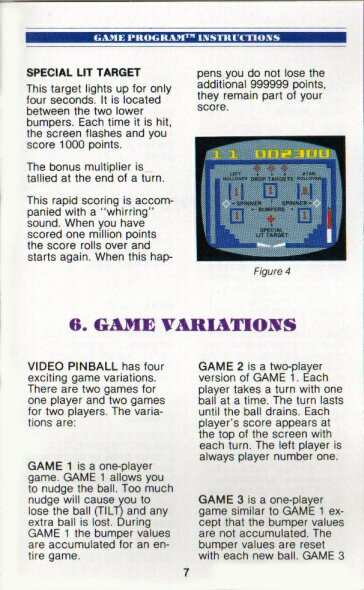 GAME PROGRAM™ INSTRUCTIONS
SPECIAL LIT TARGET
This target lights up for only
four seconds. It is located
between the two lower
bumpers. Each time it is hit,
the screen flashes and you
score 1000 points.
The bonus multiplier is
tallied at the end of a turn.
This rapid scoring is accom-
panied with a "whirring"
sound. When you have
scored one million points
the score rolls over and
starts again. When this hap-
pens you do not lose the
additional 999999 points,
they remain part of your
score.
1 1 002300
LEFT
ROLLOVER
DROP TARGETS
ATARI
ROLLOVER
1 1
SPINNER
SPINNER
BUMPERS
SPECIAL
LIT TARGET
Figure 4
6. GAME VARIATIONS
VIDEO PINBALL has four
exciting game variations.
There are two games for
one player and two games
for two players. The varia-
tions are:
GAME 1 is a one-player
game. GAME 1 allows you
to nudge the ball. Too much
nudge will cause you to
lose the ball (TILT) and any
extra ball is lost. During
GAME 1 the bumper values
are accumulated for an en-
tire game.
GAME 2 is a two-player
version of GAME 1. Each
player takes a turn with one
ball at a time. The turn lasts
until the ball drains. Each
player's score appears at
the top of the screen with
each turn. The left player is
always player number one.
GAME 3 is a one-player
game similar to GAME 1 ex-
cept that the bumper values
are not accumulated. The
bumper values are reset
with each new ball. GAME 3
7